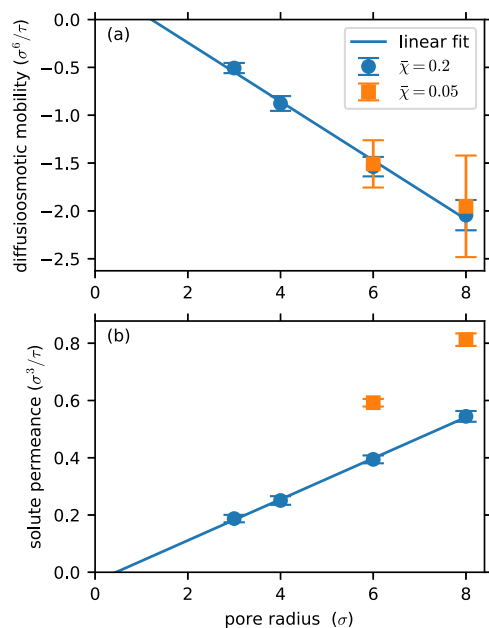 (a)
linear fit
χ̄ = 0.2
χ̄ = 0.05
diffusioosmotic mobility (σ⁶/τ)
0.0
−0.5
−1.0
−1.5
−2.0
−2.5
0 2 4 6 8
(b)
solute permeance (σ³/τ)
0.8
0.6
0.4
0.2
0.0
0 2 4 6 8
pore radius (σ)